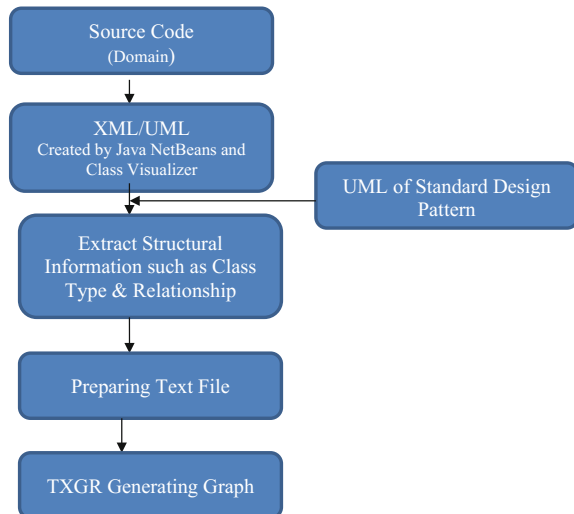 Source Code
(Domain)
XML/UML
Created by Java NetBeans and
Class Visualizer
UML of Standard Design
Pattern
Extract Structural
Information such as Class
Type & Relationship
Preparing Text File
TXGR Generating Graph